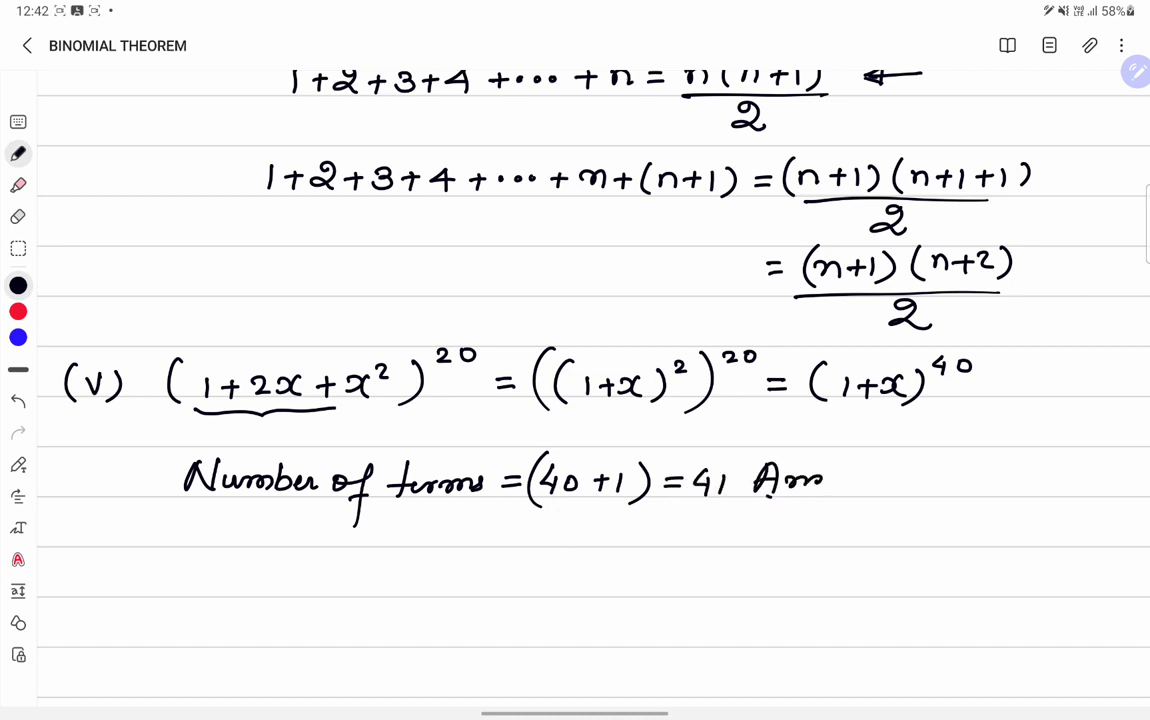 12:42 58%
BINOMIAL THEOREM
1+2+3+4+...+n = n(n+1)/2 ←
1+2+3+4+...+n+(n+1) = (n+1)(n+1+1)/2
= (n+1)(n+2)/2
(v) (1+2x+x²)²⁰ = ((1+x)²)²⁰ = (1+x)⁴⁰
Number of terms = (40+1) = 41 Ans